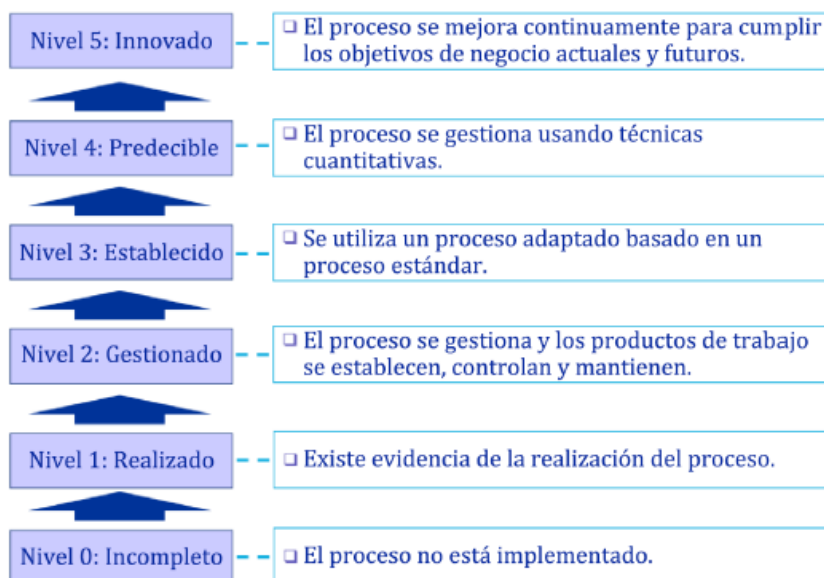 Nivel 5: Innovado
El proceso se mejora continuamente para cumplir
los objetivos de negocio actuales y futuros.
Nivel 4: Predecible
El proceso se gestiona usando técnicas
cuantitativas.
Nivel 3: Establecido
Se utiliza un proceso adaptado basado en un
proceso estándar.
Nivel 2: Gestionado
El proceso se gestiona y los productos de trabajo
se establecen, controlan y mantienen.
Nivel 1: Realizado
Existe evidencia de la realización del proceso.
Nivel 0: Incompleto
El proceso no está implementado.